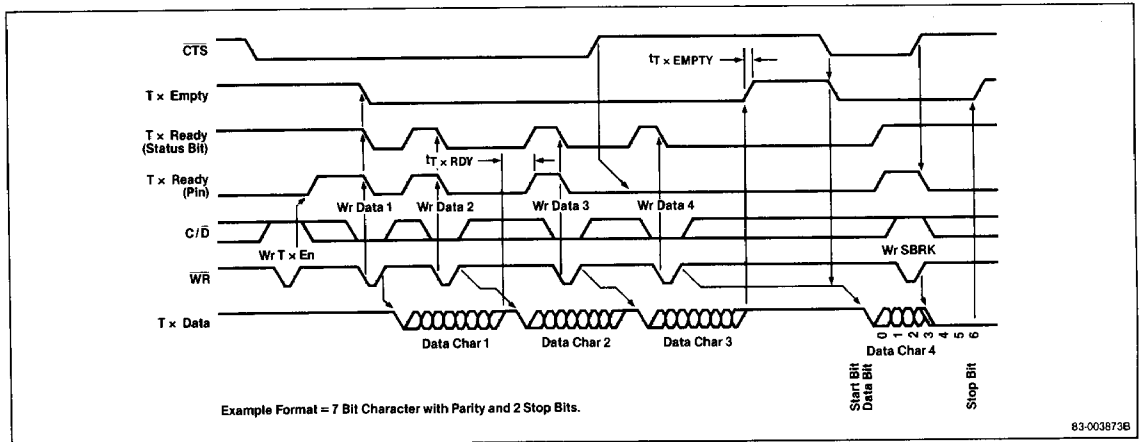 CTS
tT × EMPTY
T × Empty
T × Ready
(Status Bit)
tT × RDY
T × Ready
(Pin)
Wr Data 1
Wr Data 2
Wr Data 3
Wr Data 4
C/D
Wr T × En
Wr SBRK
WR
T × Data
Data Char 1
Data Char 2
Data Char 3
0 1 2 3 4 5 6
Data Char 4
Start Bit
Data Bit
Stop Bit
Example Format = 7 Bit Character with Parity and 2 Stop Bits.
83-003873B